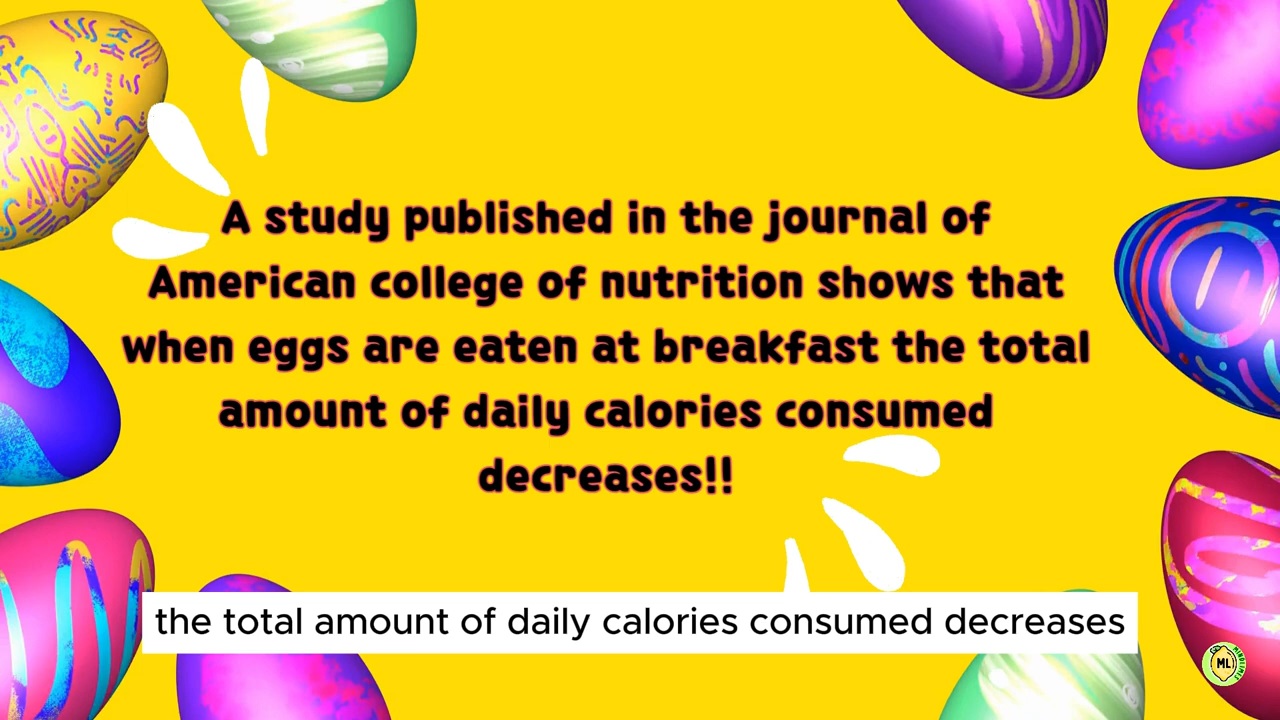 A study published in the journal of
American college of nutrition shows that
when eggs are eaten at breakfast the total
amount of daily calories consumed
decreases!!
the total amount of daily calories consumed decreases
ML